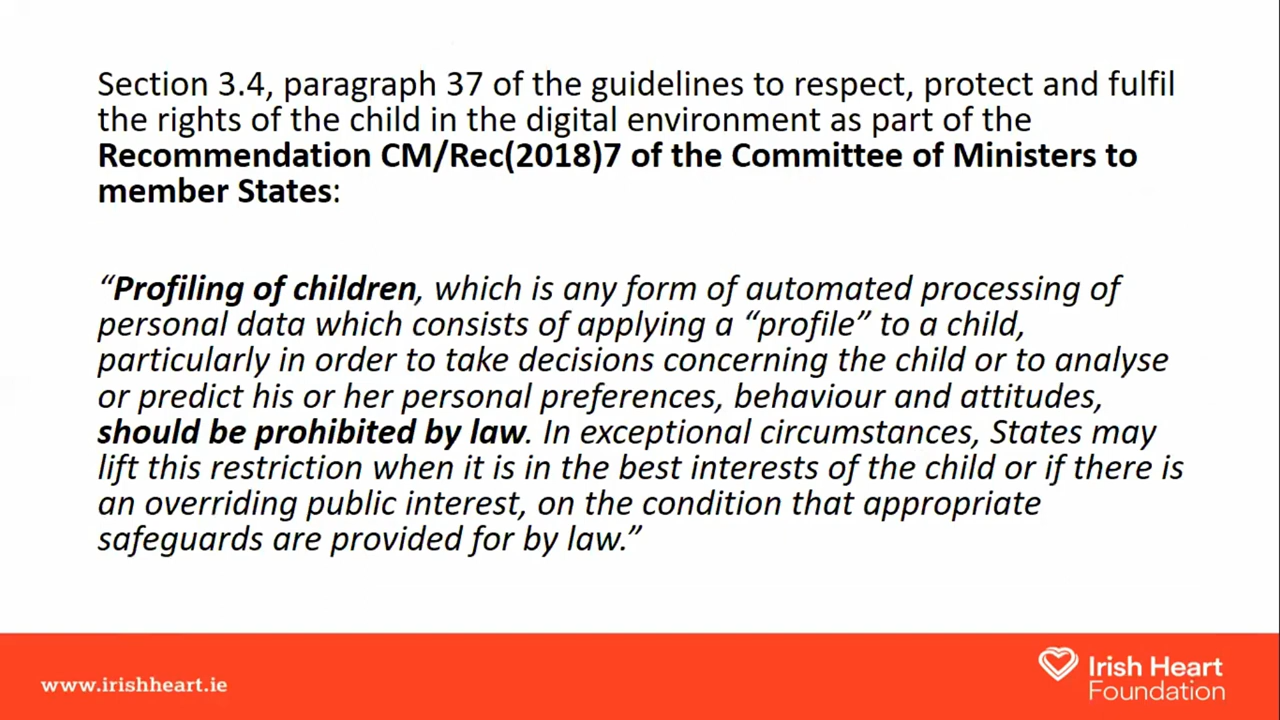 Section 3.4, paragraph 37 of the guidelines to respect, protect and fulfil
the rights of the child in the digital environment as part of the
Recommendation CM/Rec(2018)7 of the Committee of Ministers to
member States:
“Profiling of children, which is any form of automated processing of
personal data which consists of applying a “profile” to a child,
particularly in order to take decisions concerning the child or to analyse
or predict his or her personal preferences, behaviour and attitudes,
should be prohibited by law. In exceptional circumstances, States may
lift this restriction when it is in the best interests of the child or if there is
an overriding public interest, on the condition that appropriate
safeguards are provided for by law.”
www.irishheart.ie
Irish Heart
Foundation